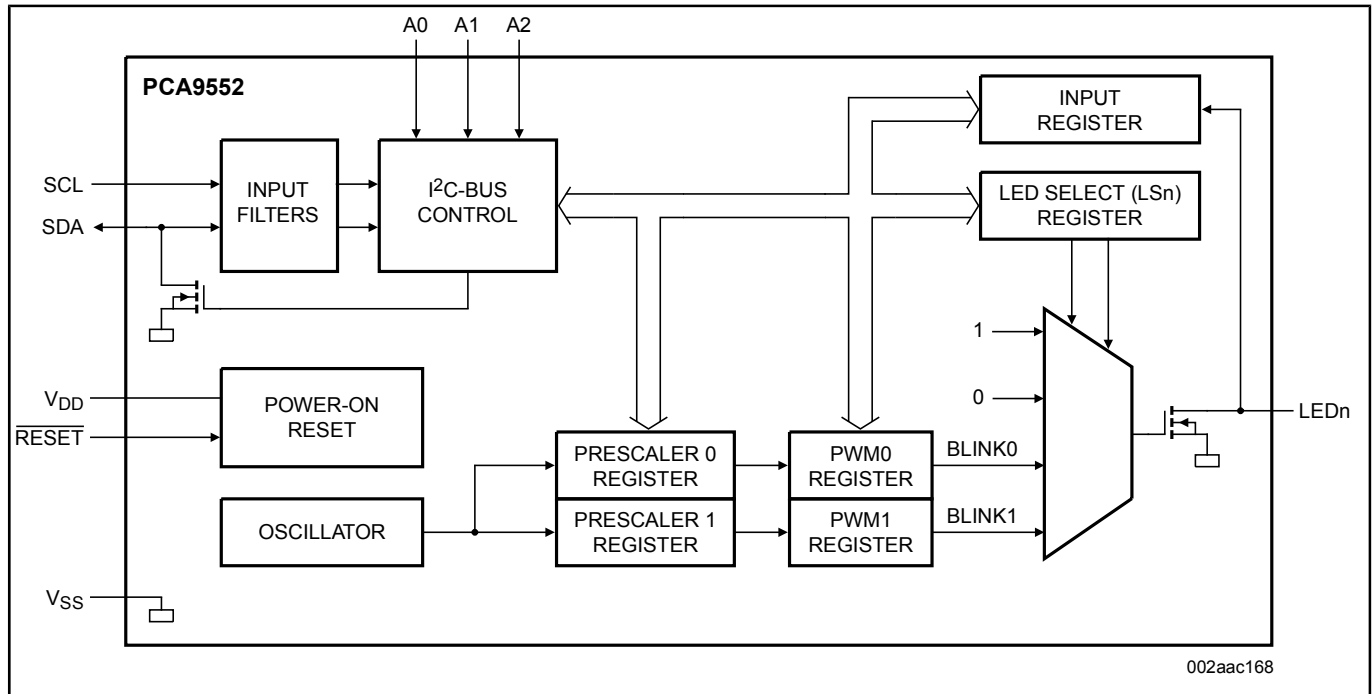 A0 A1 A2
PCA9552
INPUT
REGISTER
SCL
SDA
INPUT
FILTERS
I²C-BUS
CONTROL
LED SELECT (LSn)
REGISTER
1
0
VDD
RESET
POWER-ON
RESET
LEDn
PRESCALER 0
REGISTER
PWM0
REGISTER
BLINK0
OSCILLATOR
PRESCALER 1
REGISTER
PWM1
REGISTER
BLINK1
VSS
002aac168